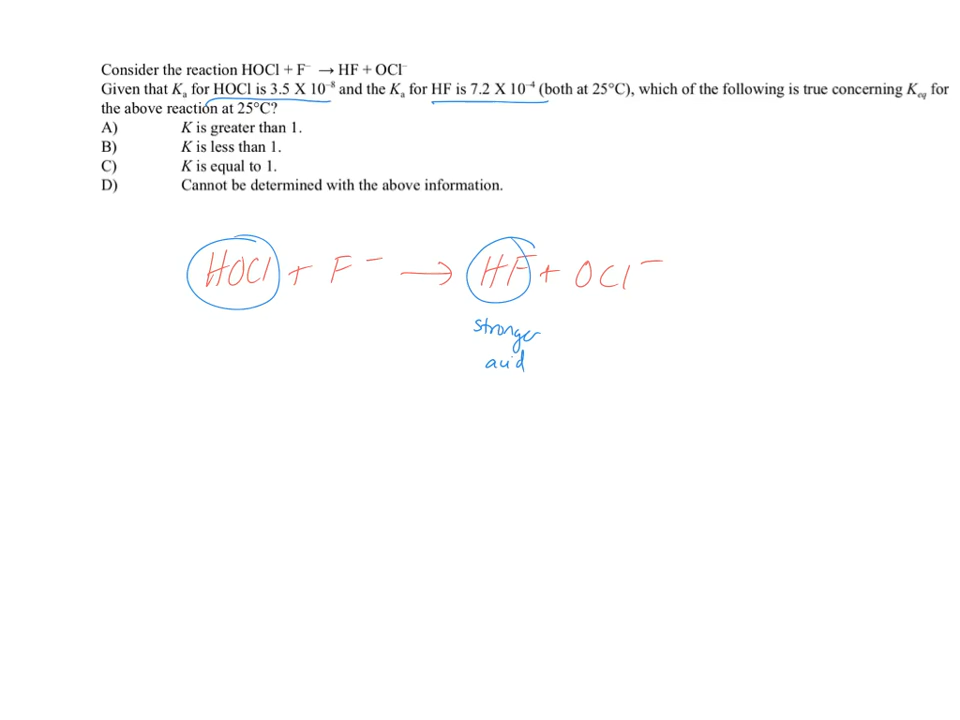 Consider the reaction HOCl + F⁻ → HF + OCl⁻
Given that Kₐ for HOCl is 3.5 X 10⁻⁸ and the Kₐ for HF is 7.2 X 10⁻⁴ (both at 25°C), which of the following is true concerning K_eq for
the above reaction at 25°C?
A) K is greater than 1.
B) K is less than 1.
C) K is equal to 1.
D) Cannot be determined with the above information.
HOCl + F⁻ → HF + OCl⁻
stronger
acid